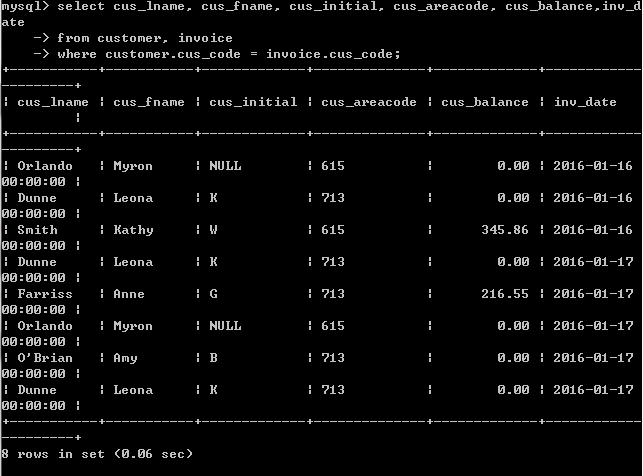 mysql> select cus_lname, cus_fname, cus_initial, cus_areacode, cus_balance,inv_d
ate
    -> from customer, invoice
    -> where customer.cus_code = invoice.cus_code;
+-----------+-----------+-------------+--------------+-------------+------------
---------+
| cus_lname | cus_fname | cus_initial | cus_areacode | cus_balance | inv_date
         |
+-----------+-----------+-------------+--------------+-------------+------------
---------+
| Orlando   | Myron     | NULL        | 615          |        0.00 | 2016-01-16
00:00:00 |
| Dunne     | Leona     | K           | 713          |        0.00 | 2016-01-16
00:00:00 |
| Smith     | Kathy     | W           | 615          |      345.86 | 2016-01-16
00:00:00 |
| Dunne     | Leona     | K           | 713          |        0.00 | 2016-01-17
00:00:00 |
| Farriss   | Anne      | G           | 713          |      216.55 | 2016-01-17
00:00:00 |
| Orlando   | Myron     | NULL        | 615          |        0.00 | 2016-01-17
00:00:00 |
| O'Brian   | Amy       | B           | 713          |        0.00 | 2016-01-17
00:00:00 |
| Dunne     | Leona     | K           | 713          |        0.00 | 2016-01-17
00:00:00 |
+-----------+-----------+-------------+--------------+-------------+------------
---------+
8 rows in set (0.06 sec)